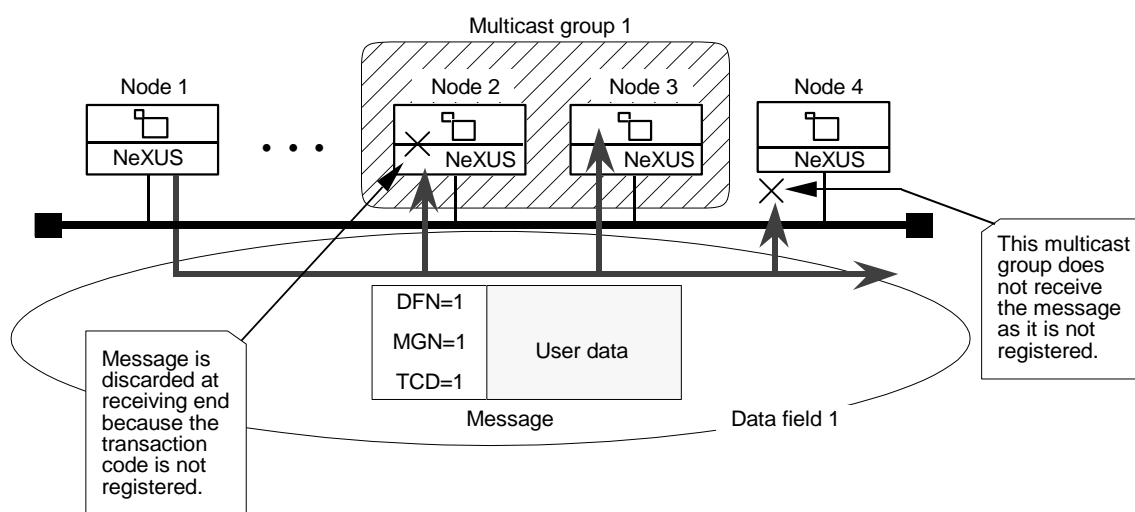 Multicast group 1
Node 1
Node 2
Node 3
Node 4
NeXUS
NeXUS
NeXUS
NeXUS
This multicast
group does
not receive
the message
as it is not
registered.
DFN=1
MGN=1
TCD=1
User data
Message
Data field 1
Message is
discarded at
receiving end
because the
transaction
code is not
registered.